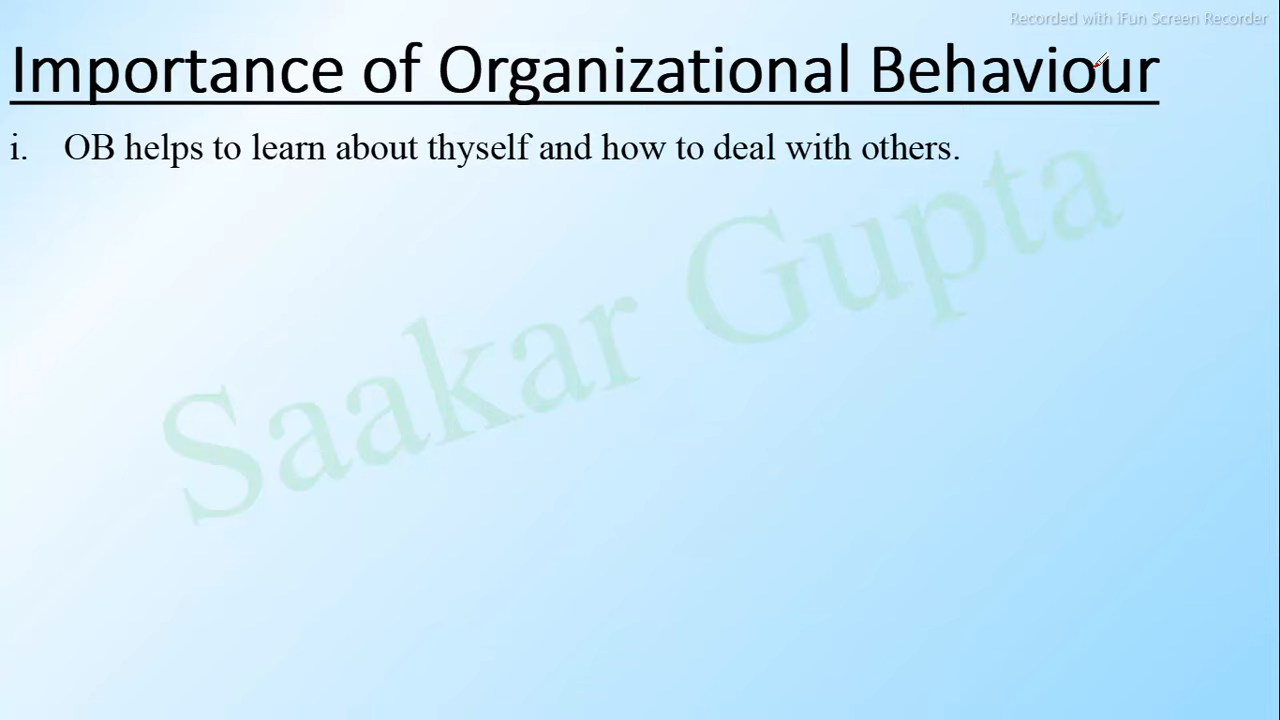 Recorded with iFun Screen Recorder
Importance of Organizational Behaviour
i. OB helps to learn about thyself and how to deal with others.
Saakar Gupta